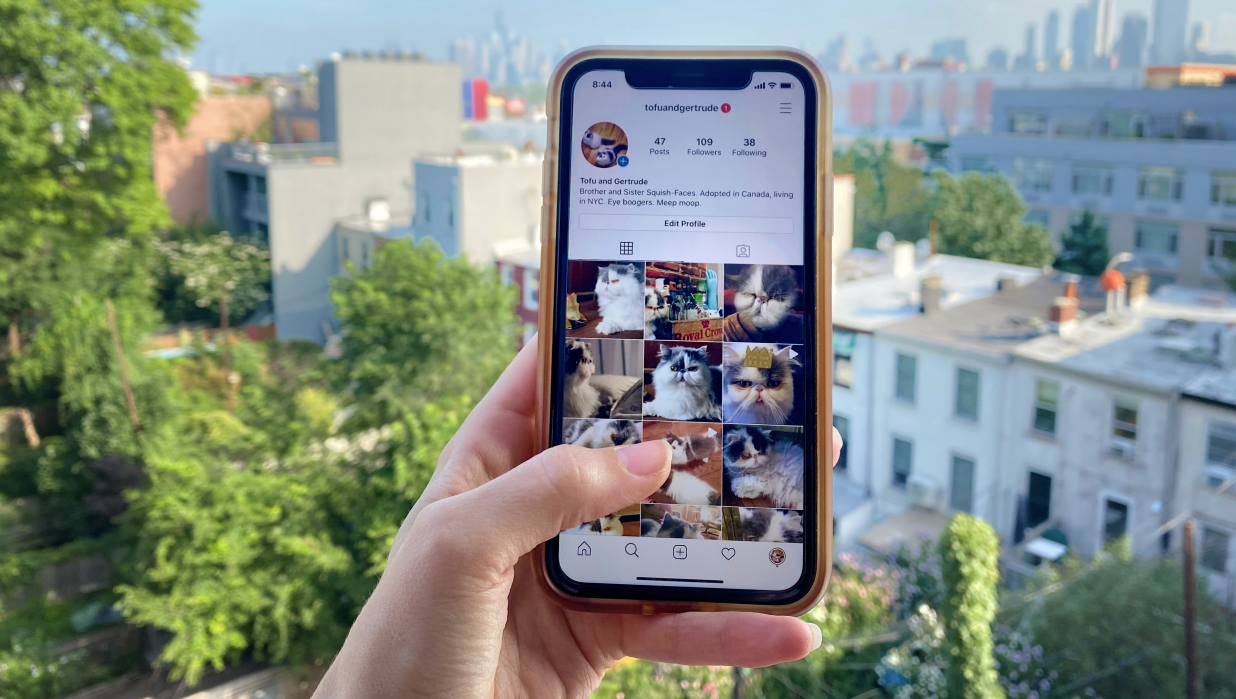 8:44
tofuandgertrude 1
47 109 38
Posts Followers Following
Tofu and Gertrude
Brother and Sister Squish-Faces. Adopted in Canada, living
in NYC. Eye boogers. Meep moop.
Edit Profile
Royal Crow